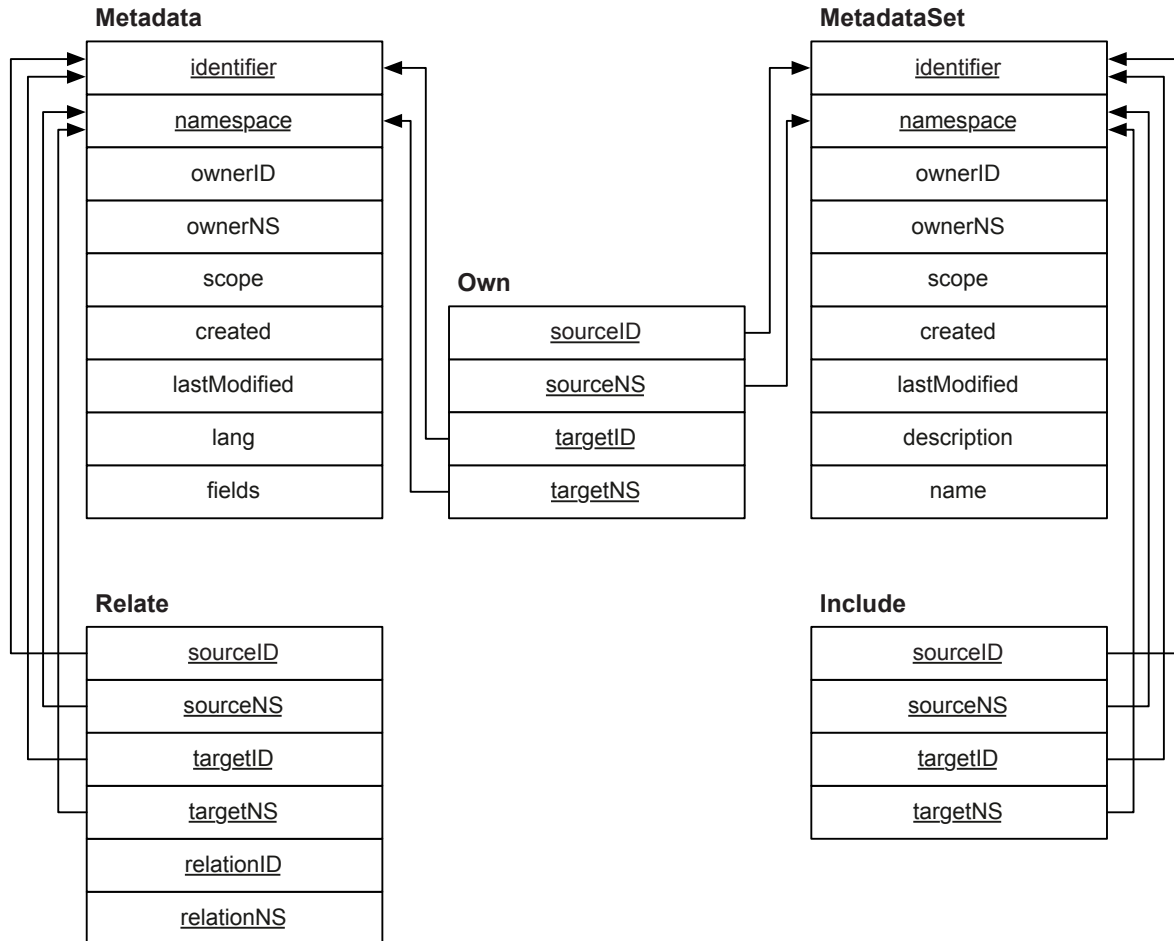 Metadata
identifier
namespace
ownerID
ownerNS
scope
created
lastModified
lang
fields
MetadataSet
identifier
namespace
ownerID
ownerNS
scope
created
lastModified
description
name
Own
sourceID
sourceNS
targetID
targetNS
Relate
sourceID
sourceNS
targetID
targetNS
relationID
relationNS
Include
sourceID
sourceNS
targetID
targetNS